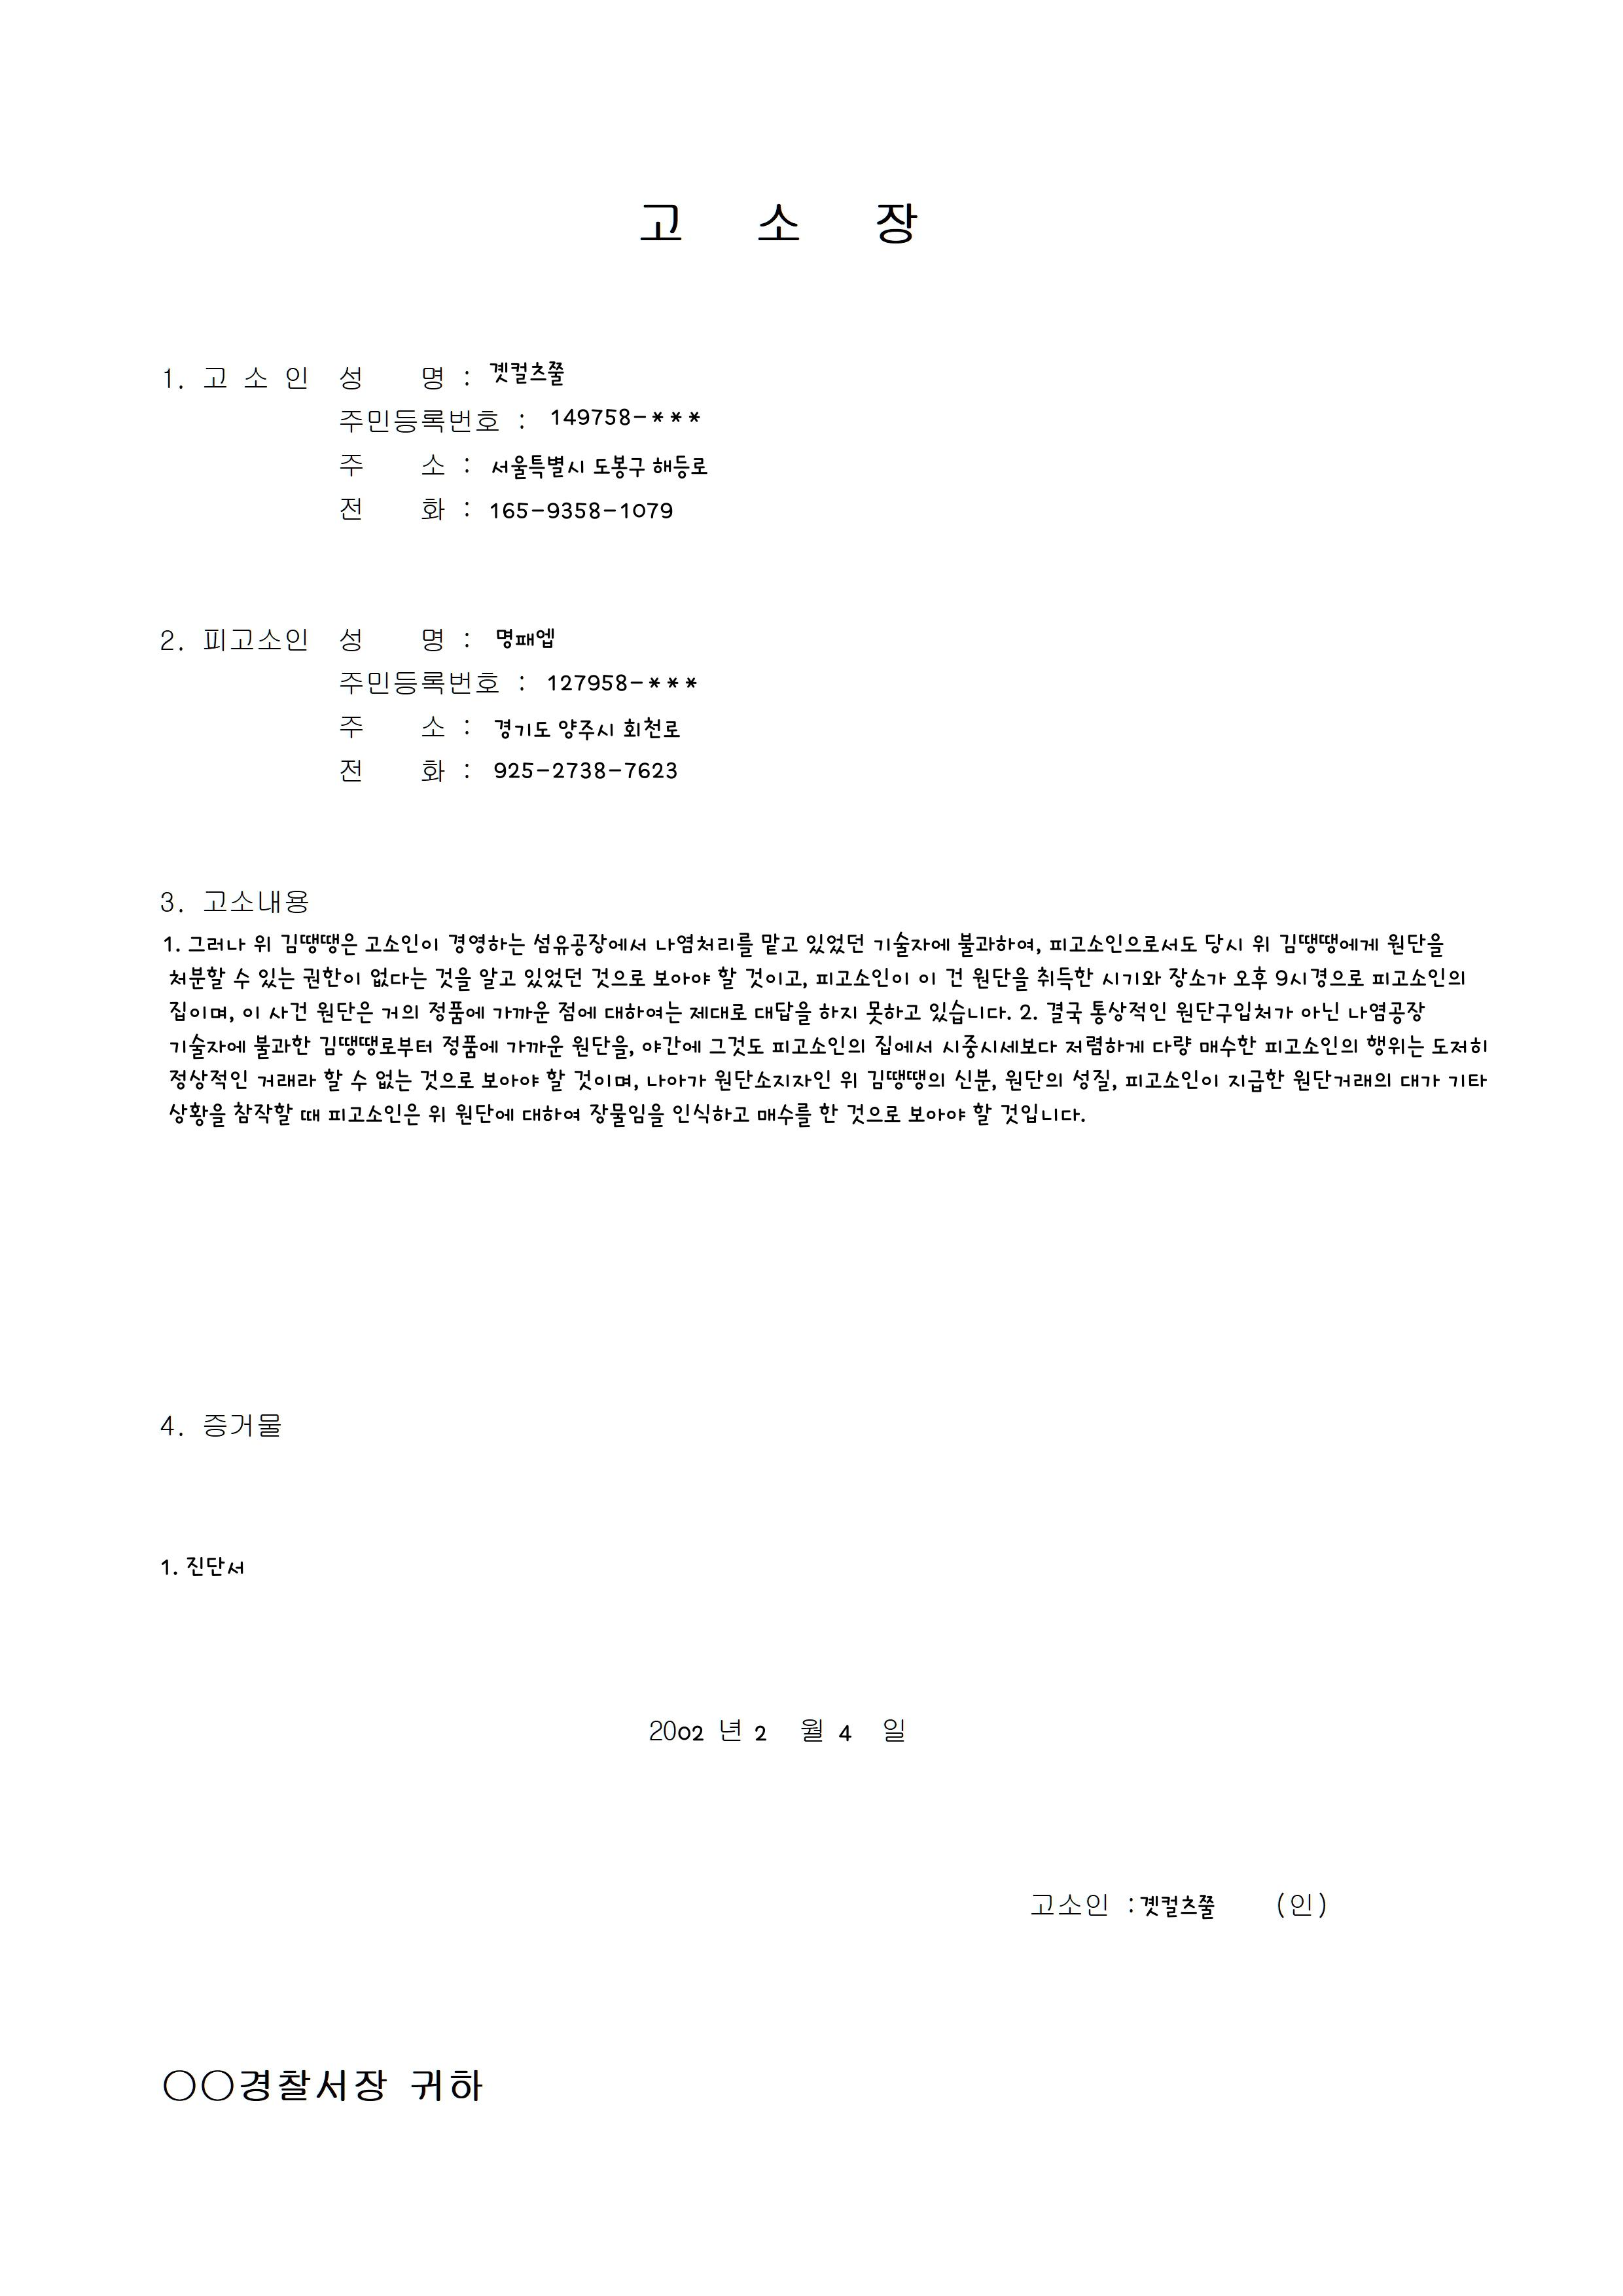 고 소 장
1. 고 소 인 성 명 : 곗컬츠쭐
주민등록번호 : 149758-***
주 소 : 서울특별시 도봉구 해등로
전 화 : 165-9358-1079
2. 피고소인 성 명 : 명패엡
주민등록번호 : 127958-***
주 소 : 경기도 양주시 회천로
전 화 : 925-2738-7623
3. 고소내용
1. 그러나 위 김땡땡은 고소인이 경영하는 섬유공장에서 나염처리를 맡고 있었던 기술자에 불과하여, 피고소인으로서도 당시 위 김땡땡에게 원단을
처분할 수 있는 권한이 없다는 것을 알고 있었던 것으로 보아야 할 것이고, 피고소인이 이 건 원단을 취득한 시기와 장소가 오후 9시경으로 피고소인의
집이며, 이 사건 원단은 거의 정품에 가까운 점에 대하여는 제대로 대답을 하지 못하고 있습니다. 2. 결국 통상적인 원단구입처가 아닌 나염공장
기술자에 불과한 김땡땡로부터 정품에 가까운 원단을, 야간에 그것도 피고소인의 집에서 시중시세보다 저렴하게 다량 매수한 피고소인의 행위는 도저히
정상적인 거래라 할 수 없는 것으로 보아야 할 것이며, 나아가 원단소지자인 위 김땡땡의 신분, 원단의 성질, 피고소인이 지급한 원단거래의 대가 기타
상황을 참작할 때 피고소인은 위 원단에 대하여 장물임을 인식하고 매수를 한 것으로 보아야 할 것입니다.
4. 증거물
1. 진단서
2002 년 2 월 4 일
고소인 : 곗컬츠쭐 (인)
○○경찰서장 귀하